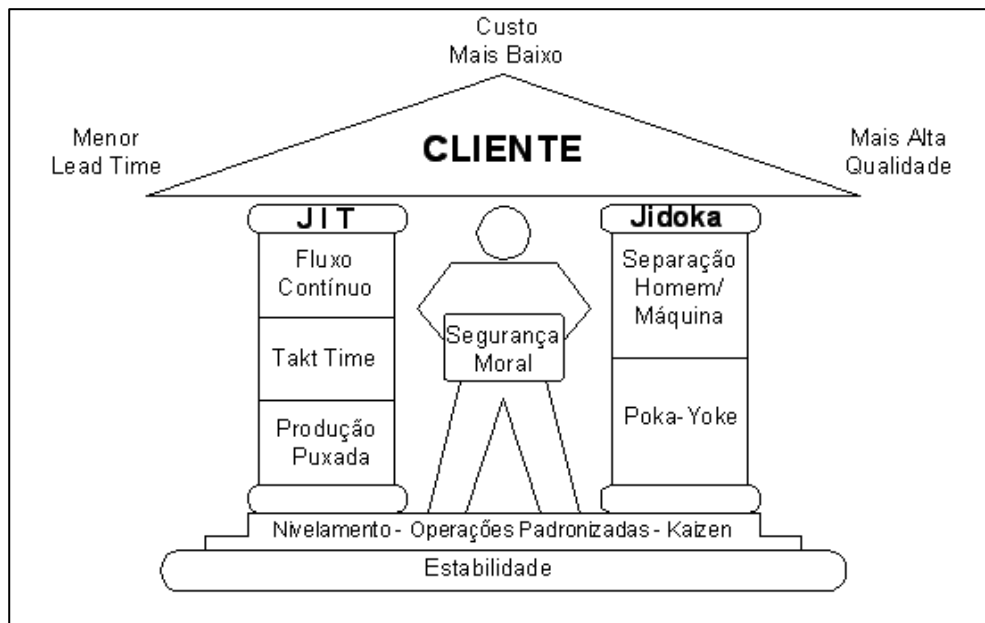 Custo
Mais Baixo
Menor
Lead Time
CLIENTE
Mais Alta
Qualidade
JIT
Fluxo
Contínuo
Takt Time
Produção
Puxada
Segurança
Moral
Jidoka
Separação
Homem/
Máquina
Poka-Yoke
Nivelamento - Operações Padronizadas - Kaizen
Estabilidade